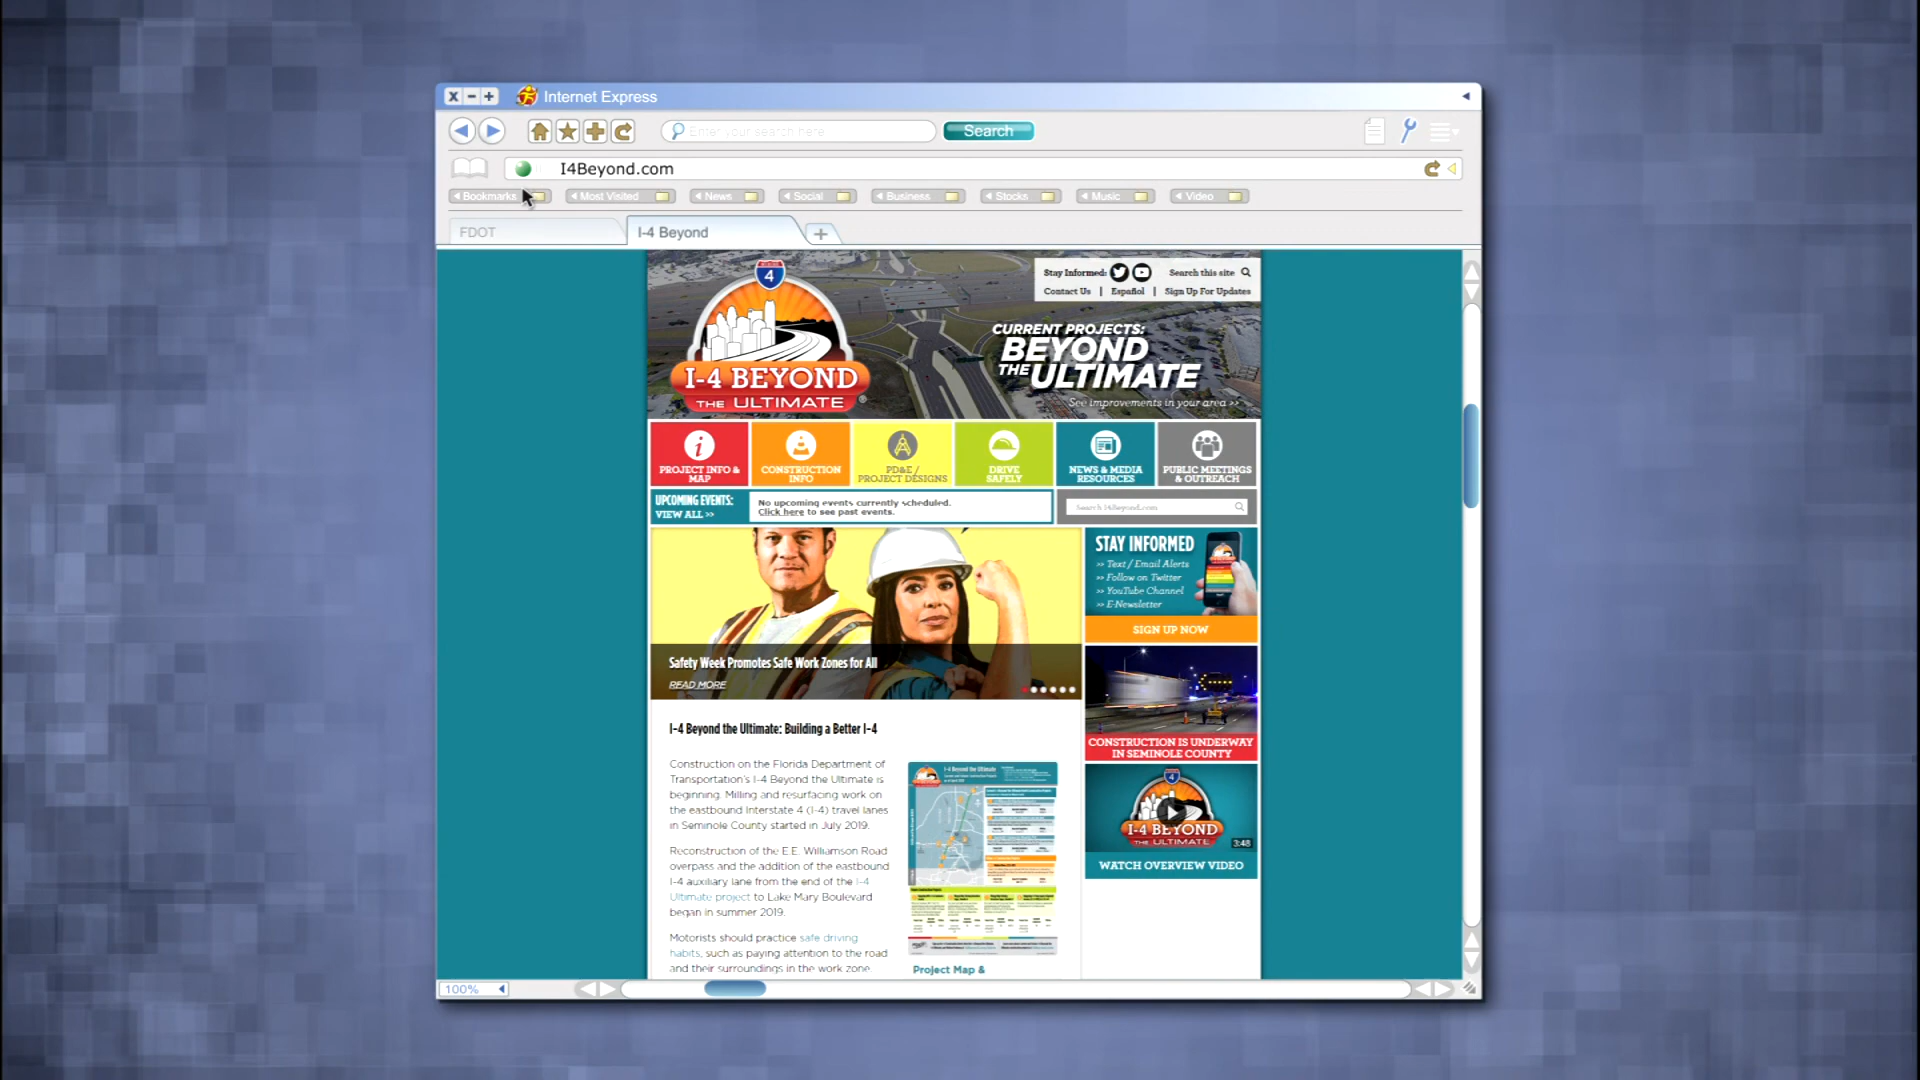 Internet Express
Enter your search here
Search
I4Beyond.com
Bookmarks
Most Visited
News
Social
Business
Stocks
Music
Video
FDOT
I-4 Beyond
4
I-4 BEYOND
THE ULTIMATE
Stay Informed:
Search this site
Contact Us | Español | Sign Up For Updates
CURRENT PROJECTS:
BEYOND
THE ULTIMATE
See improvements in your area >>
PROJECT INFO &
MAP
CONSTRUCTION
INFO
PD&E /
PROJECT DESIGNS
DRIVE
SAFELY
NEWS & MEDIA
RESOURCES
PUBLIC MEETINGS
& OUTREACH
UPCOMING EVENTS:
VIEW ALL >>
No upcoming events currently scheduled.
Click here to see past events.
Search I4Beyond.com
STAY INFORMED
>> Text / Email Alerts
>> Follow on Twitter
>> YouTube Channel
>> E-Newsletter
SIGN UP NOW
Safety Week Promotes Safe Work Zones for All
READ MORE
CONSTRUCTION IS UNDERWAY
IN SEMINOLE COUNTY
I-4 Beyond the Ultimate: Building a Better I-4
Construction on the Florida Department of
Transportation's I-4 Beyond the Ultimate is
beginning. Milling and resurfacing work on
the eastbound Interstate 4 (I-4) travel lanes
in Seminole County started in July 2019.
Reconstruction of the E.E. Williamson Road
overpass and the addition of the eastbound
I-4 auxiliary lane from the end of the I-4
Ultimate project to Lake Mary Boulevard
began in summer 2019.
Motorists should practice safe driving
habits, such as paying attention to the road
and their surroundings in the work zone.
I-4 Beyond the Ultimate
Project Map &
4
I-4 BEYOND
THE ULTIMATE
3:48
WATCH OVERVIEW VIDEO
100%